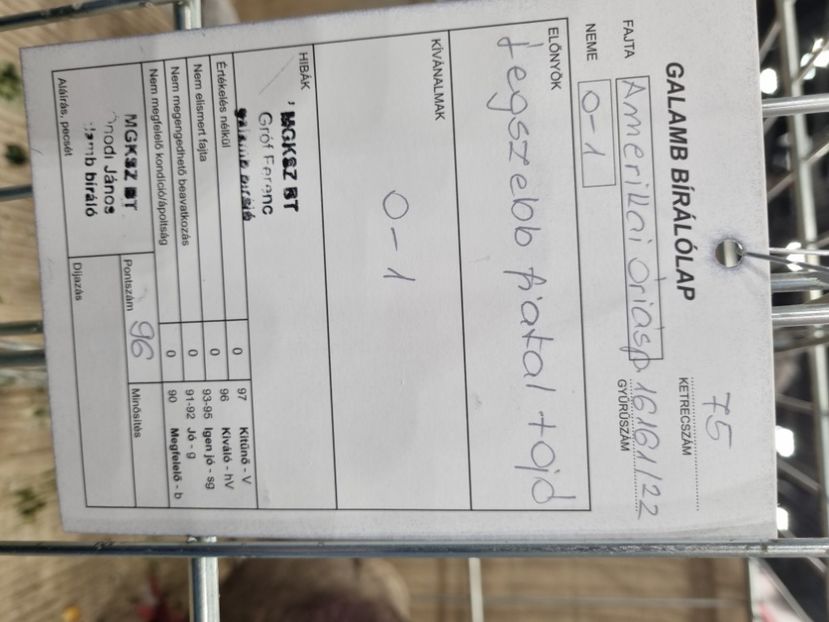 GALAMB BÍRÁLÓLAP
75
KETRECSZÁM
FAJTA Amerikai óriásp 16161/22
GYŰRŰSZÁM
NEME 0-1
ELŐNYÖK
legszebb fiatal tojó
KÍVÁNALMAK
0-1
HIBÁK
MGKSZ BT
Gróf Ferenc
Értékelés nélkül 0
Nem elismert fajta 0
Nem megengedhető beavatkozás 0
Nem megfelelő kondíció/ápoltság 0
97 Kitűnő - V
96 Kiváló - hV
93-95 Igen jó - sg
91-92 Jó - g
90 Megfelelő - b
MGKSZ BT
János
bíráló
Aláírás, pecsét
Pontszám 96
Minősítés
Díjazás